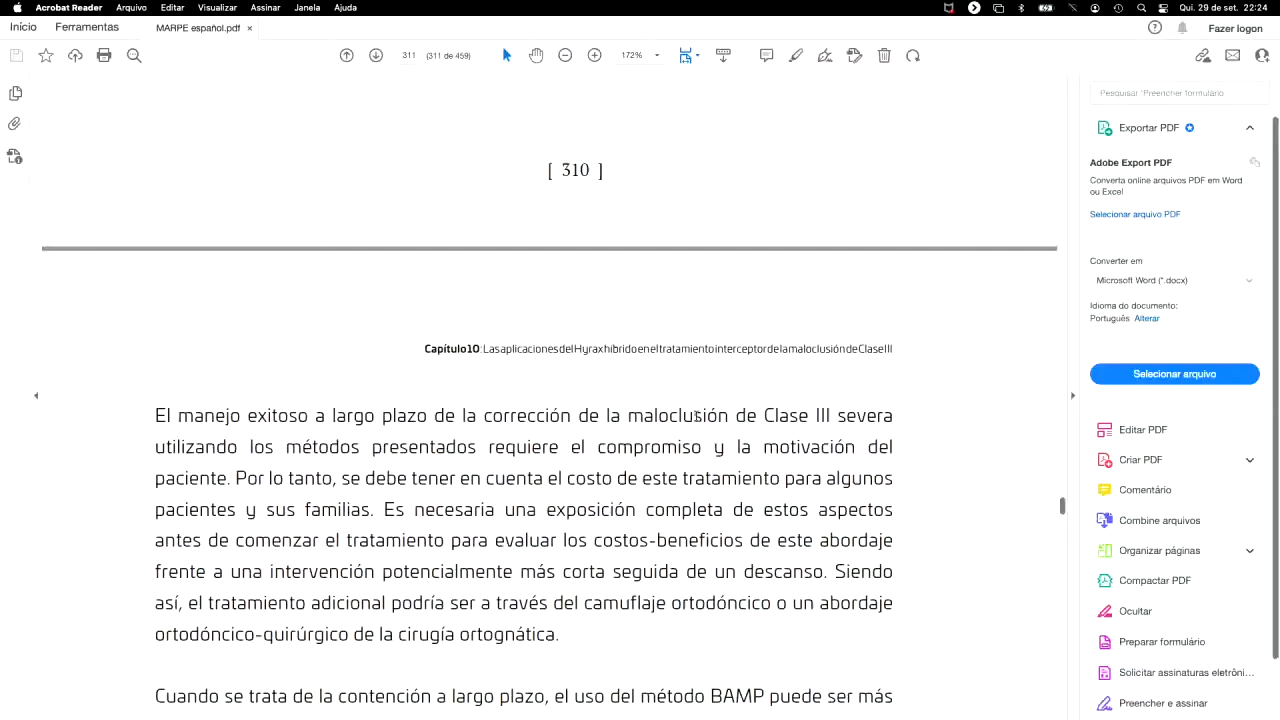 Acrobat Reader Arquivo Editar Visualizar Assinar Janela Ajuda Qui. 29 de set. 22:24
Início Ferramentas MARPE español.pdf × Fazer logon
311 (311 de 459) 172%
Pesquisar "Preencher formulário
[ 310 ]
Exportar PDF
Adobe Export PDF
Converta online arquivos PDF em Word
ou Excel
Selecionar arquivo PDF
Converter em
Microsoft Word (*.docx)
Idioma do documento:
Português Alterar
Selecionar arquivo
Editar PDF
Criar PDF
Comentário
Combine arquivos
Organizar páginas
Compactar PDF
Ocultar
Preparar formulário
Solicitar assinaturas eletrôni...
Preencher e assinar
Capítulo10:LasaplicacionesdelHyraxhíbridoeneltratamientointerceptordelamaloclusióndeClaseIII
El manejo exitoso a largo plazo de la corrección de la maloclusión de Clase III severa
utilizando los métodos presentados requiere el compromiso y la motivación del
paciente. Por lo tanto, se debe tener en cuenta el costo de este tratamiento para algunos
pacientes y sus familias. Es necesaria una exposición completa de estos aspectos
antes de comenzar el tratamiento para evaluar los costos-beneficios de este abordaje
frente a una intervención potencialmente más corta seguida de un descanso. Siendo
así, el tratamiento adicional podría ser a través del camuflaje ortodóncico o un abordaje
ortodóncico-quirúrgico de la cirugía ortognática.
Cuando se trata de la contención a largo plazo, el uso del método BAMP puede ser más